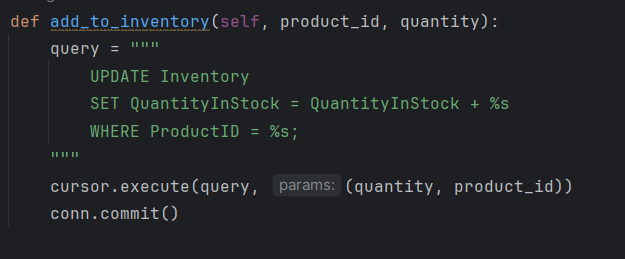 def add_to_inventory(self, product_id, quantity):
    query = """
        UPDATE Inventory
        SET QuantityInStock = QuantityInStock + %s
        WHERE ProductID = %s;
    """
    cursor.execute(query, params: (quantity, product_id))
    conn.commit()